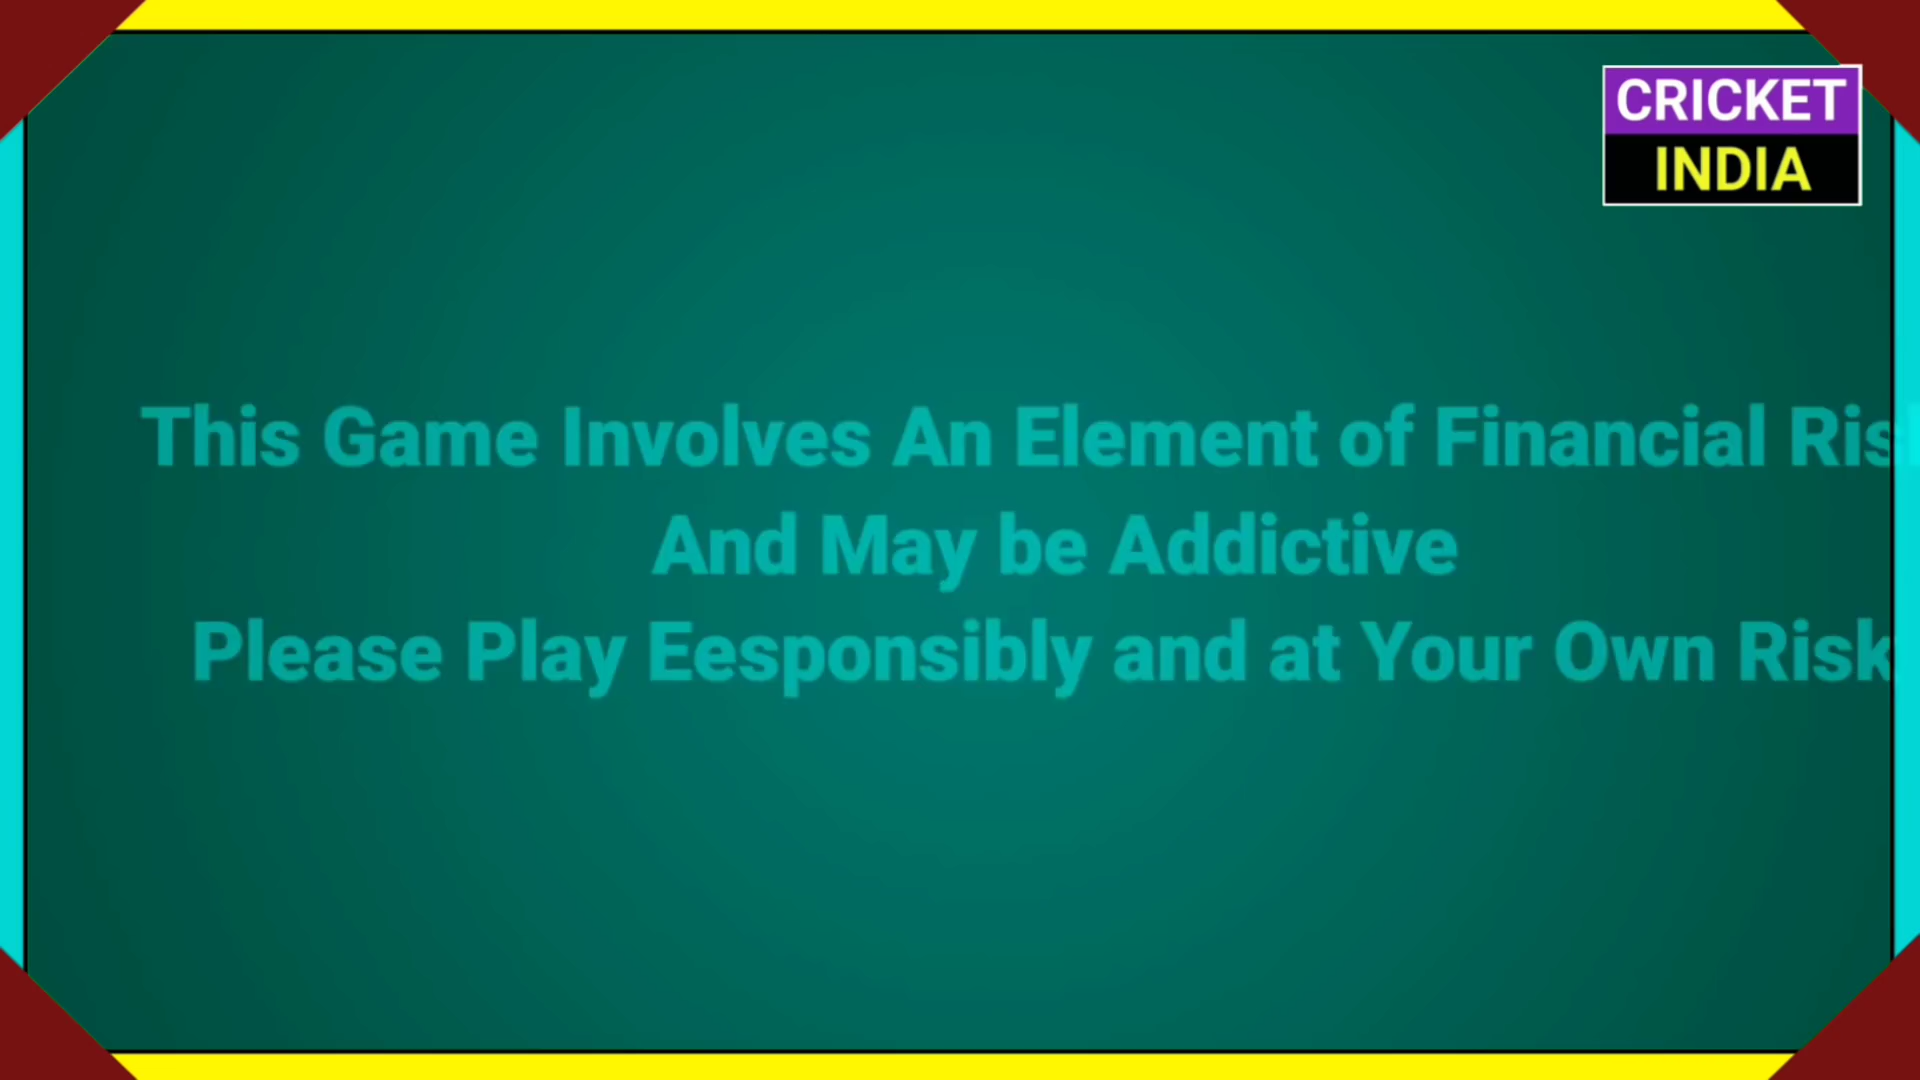 CRICKET
INDIA
This Game Involves An Element of Financial Risk
And May be Addictive
Please Play Eesponsibly and at Your Own Risk